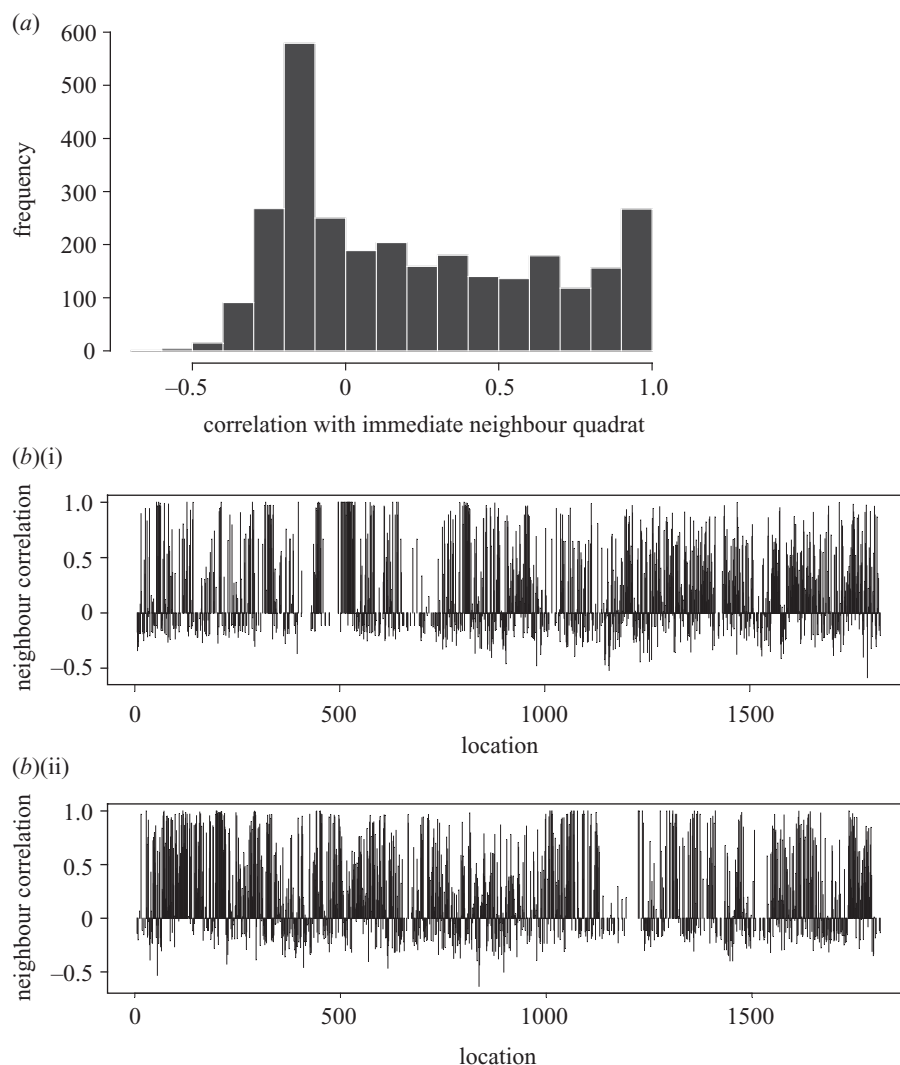 (a)
600
500
400
300
200
100
0
frequency
–0.5 0 0.5 1.0
correlation with immediate neighbour quadrat
(b)(i)
1.0
0.5
0
–0.5
neighbour correlation
0 500 1000 1500
location
(b)(ii)
1.0
0.5
0
–0.5
neighbour correlation
0 500 1000 1500
location